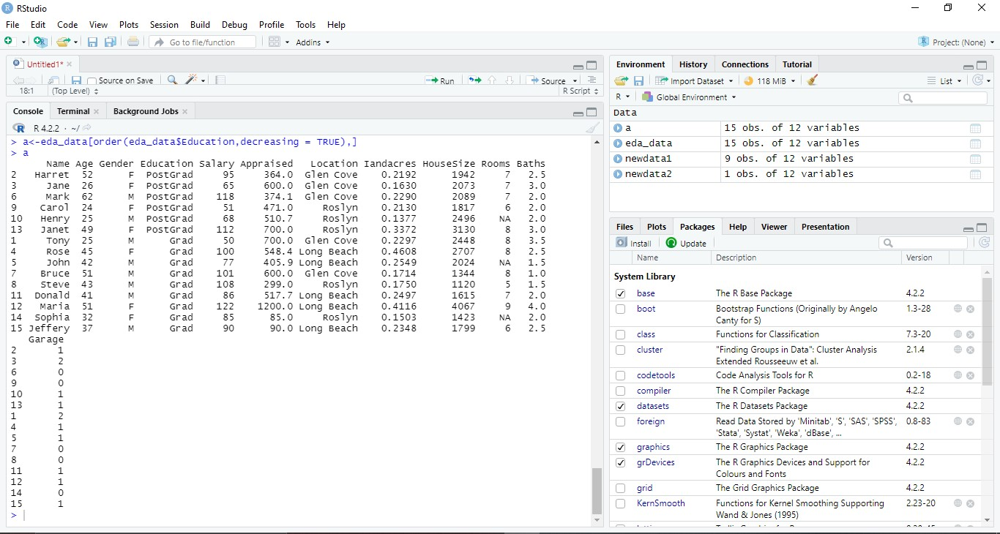 RStudio
File Edit Code View Plots Session Build Debug Profile Tools Help
Go to file/function Addins Project: (None)
Untitled1*
Source on Save Run Source
18:1 (Top Level) R Script
Console Terminal Background Jobs
R 4.2.2 · ~/
> a<-eda_data[order(eda_data$Education,decreasing = TRUE),]
> a
Name Age Gender Education Salary Appraised Location Iandacres HouseSize Rooms Baths
2 Harret 52 F PostGrad 95 364.0 Glen Cove 0.2192 1942 7 2.5
3 Jane 26 F PostGrad 65 600.0 Glen Cove 0.1630 2073 7 3.0
6 Mark 62 M PostGrad 118 374.1 Glen Cove 0.2290 2089 7 2.0
9 Carol 24 F PostGrad 51 471.0 Roslyn 0.2130 1817 6 2.0
10 Henry 25 M PostGrad 68 510.7 Roslyn 0.1377 2496 NA 2.0
13 Janet 49 F PostGrad 112 700.0 Roslyn 0.3372 3130 8 3.0
1 Tony 25 M Grad 50 700.0 Glen Cove 0.2297 2448 8 3.5
4 Rose 45 F Grad 100 548.4 Long Beach 0.4608 2707 8 2.5
5 John 42 M Grad 77 405.9 Long Beach 0.2549 2024 NA 1.5
7 Bruce 51 M Grad 101 600.0 Glen Cove 0.1714 1344 8 1.0
8 Steve 43 M Grad 108 299.0 Roslyn 0.1750 1120 5 1.5
11 Donald 41 M Grad 86 517.7 Long Beach 0.2497 1615 7 2.0
12 Maria 51 F Grad 122 1200.0 Long Beach 0.4116 4067 9 4.0
14 Sophia 32 F Grad 85 85.0 Roslyn 0.1503 1423 NA 2.0
15 Jeffery 37 M Grad 90 90.0 Long Beach 0.2348 1799 6 2.5
Garage
2 1
3 2
6 0
9 0
10 1
13 1
1 2
4 1
5 1
7 0
8 0
11 1
12 1
14 0
15 1
>
Environment History Connections Tutorial
Import Dataset 118 MiB List
R Global Environment
Data
a 15 obs. of 12 variables
eda_data 15 obs. of 12 variables
newdata1 9 obs. of 12 variables
newdata2 1 obs. of 12 variables
Files Plots Packages Help Viewer Presentation
Install Update
Name Description Version
System Library
base The R Base Package 4.2.2
boot Bootstrap Functions (Originally by Angelo 1.3-28
Canty for S)
class Functions for Classification 7.3-20
cluster "Finding Groups in Data": Cluster Analysis 2.1.4
Extended Rousseeuw et al.
codetools Code Analysis Tools for R 0.2-18
compiler The R Compiler Package 4.2.2
datasets The R Datasets Package 4.2.2
foreign Read Data Stored by 'Minitab', 'S', 'SAS', 'SPSS', 0.8-83
'Stata', 'Systat', 'Weka', 'dBase', ...
graphics The R Graphics Package 4.2.2
grDevices The R Graphics Devices and Support for 4.2.2
Colours and Fonts
grid The Grid Graphics Package 4.2.2
KernSmooth Functions for Kernel Smoothing Supporting 2.23-20
Wand & Jones (1995)